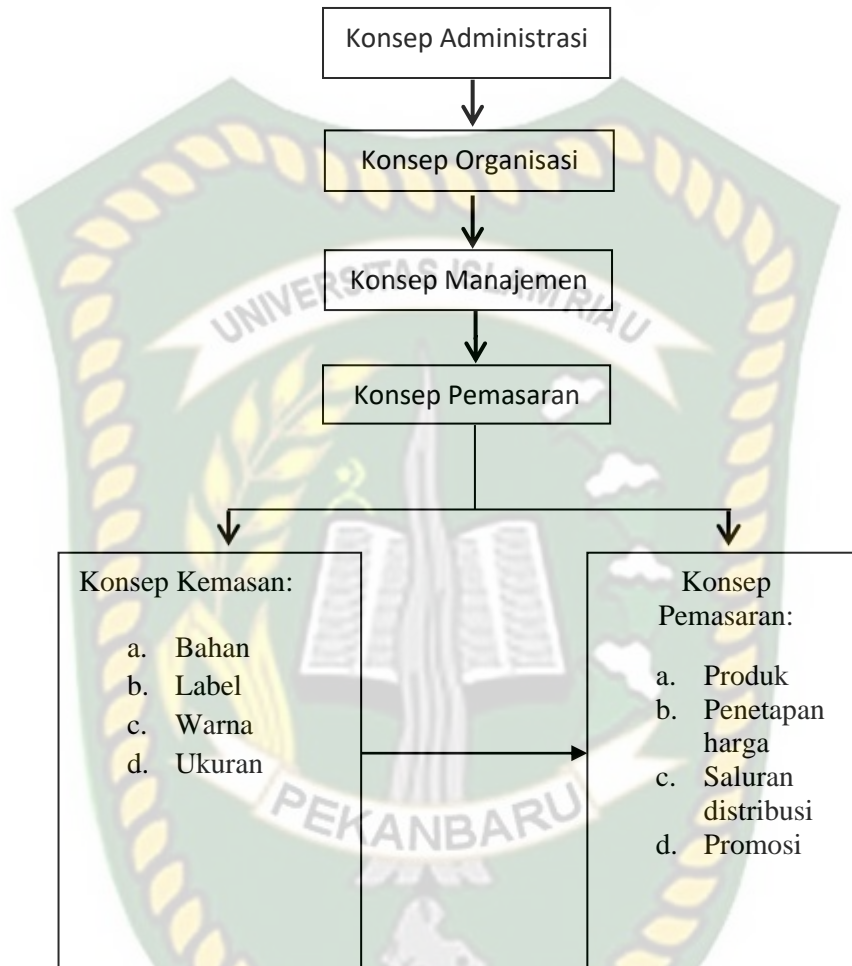 Konsep Administrasi
Konsep Organisasi
UNIVERSITAS ISLAM RIAU
Konsep Manajemen
Konsep Pemasaran
Konsep Kemasan:
a. Bahan
b. Label
c. Warna
d. Ukuran
Konsep
Pemasaran:
a. Produk
b. Penetapan
harga
c. Saluran
distribusi
d. Promosi
PEKANBARU